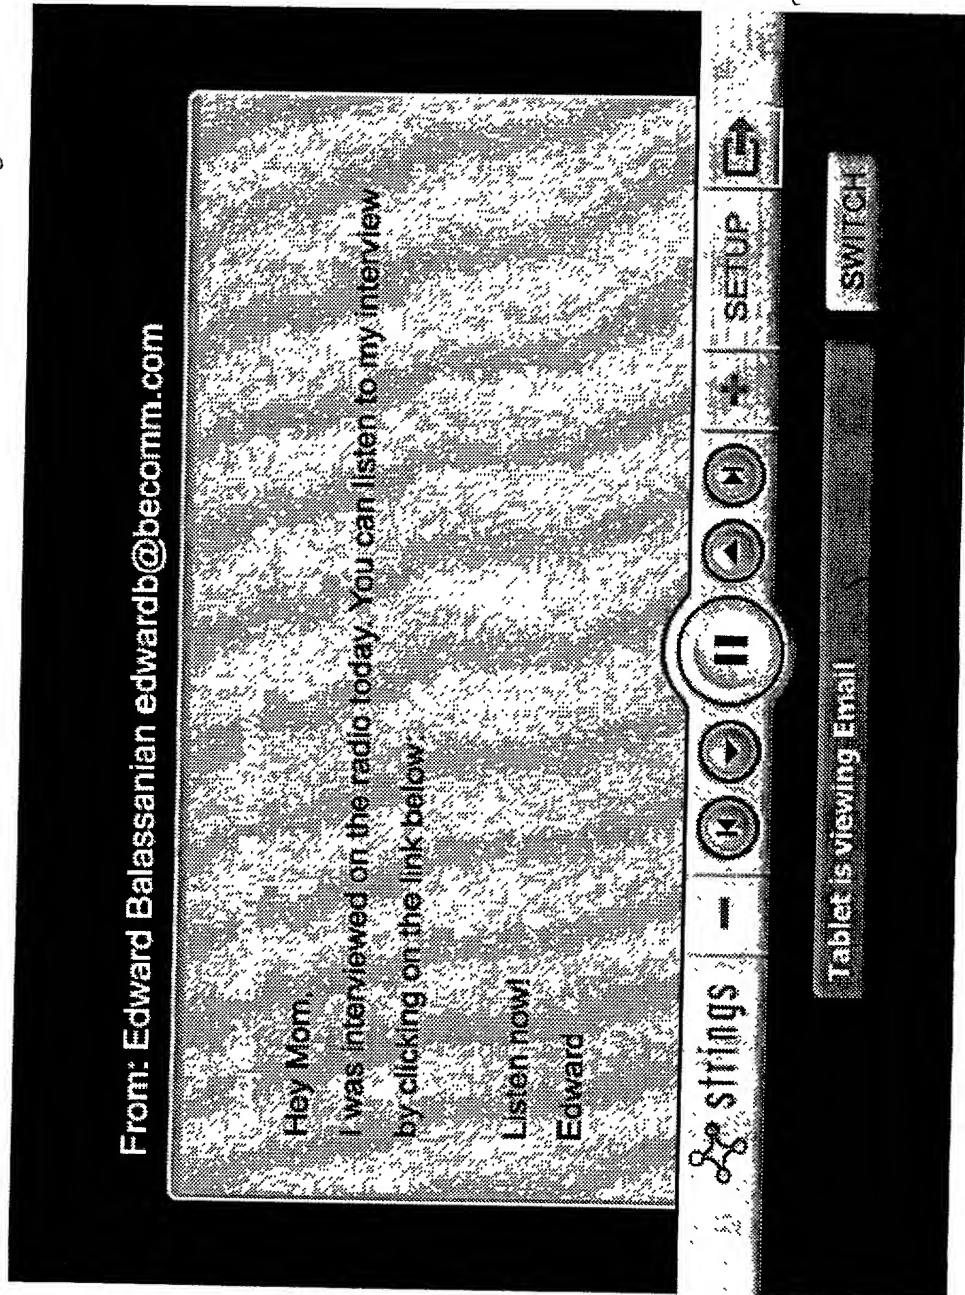 From: Edward Balassanian edwardb@becomm.com
Hey Mom,
I was interviewed on the radio today. You can listen to my interview
by clicking on the link below:
Listen now!
Edward
strings
SETUP
Tablet is viewing Email
SWITCH